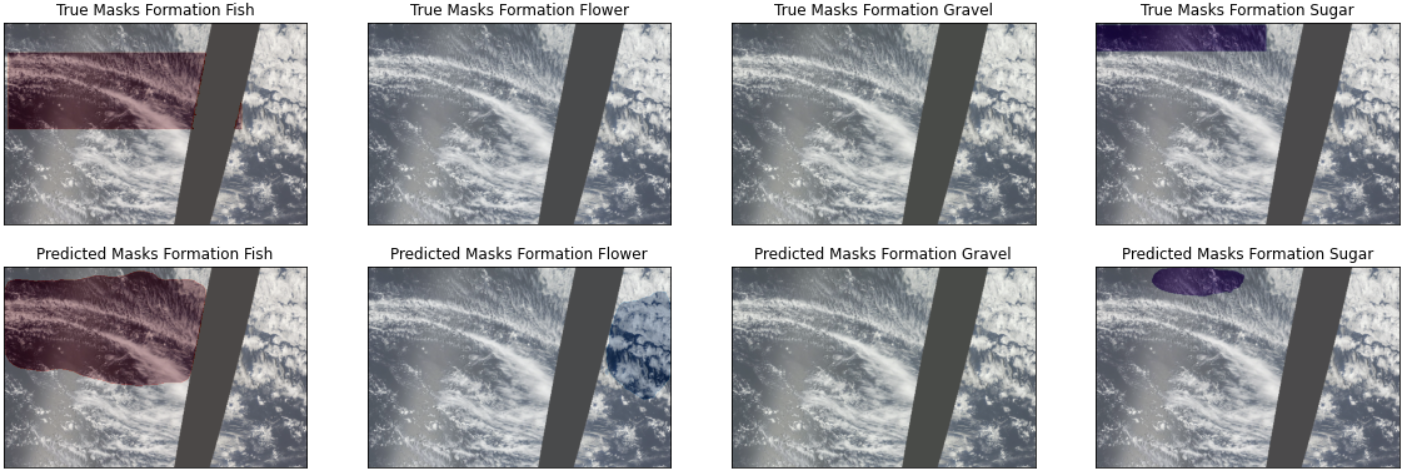 True Masks Formation Fish
True Masks Formation Flower
True Masks Formation Gravel
True Masks Formation Sugar
Predicted Masks Formation Fish
Predicted Masks Formation Flower
Predicted Masks Formation Gravel
Predicted Masks Formation Sugar